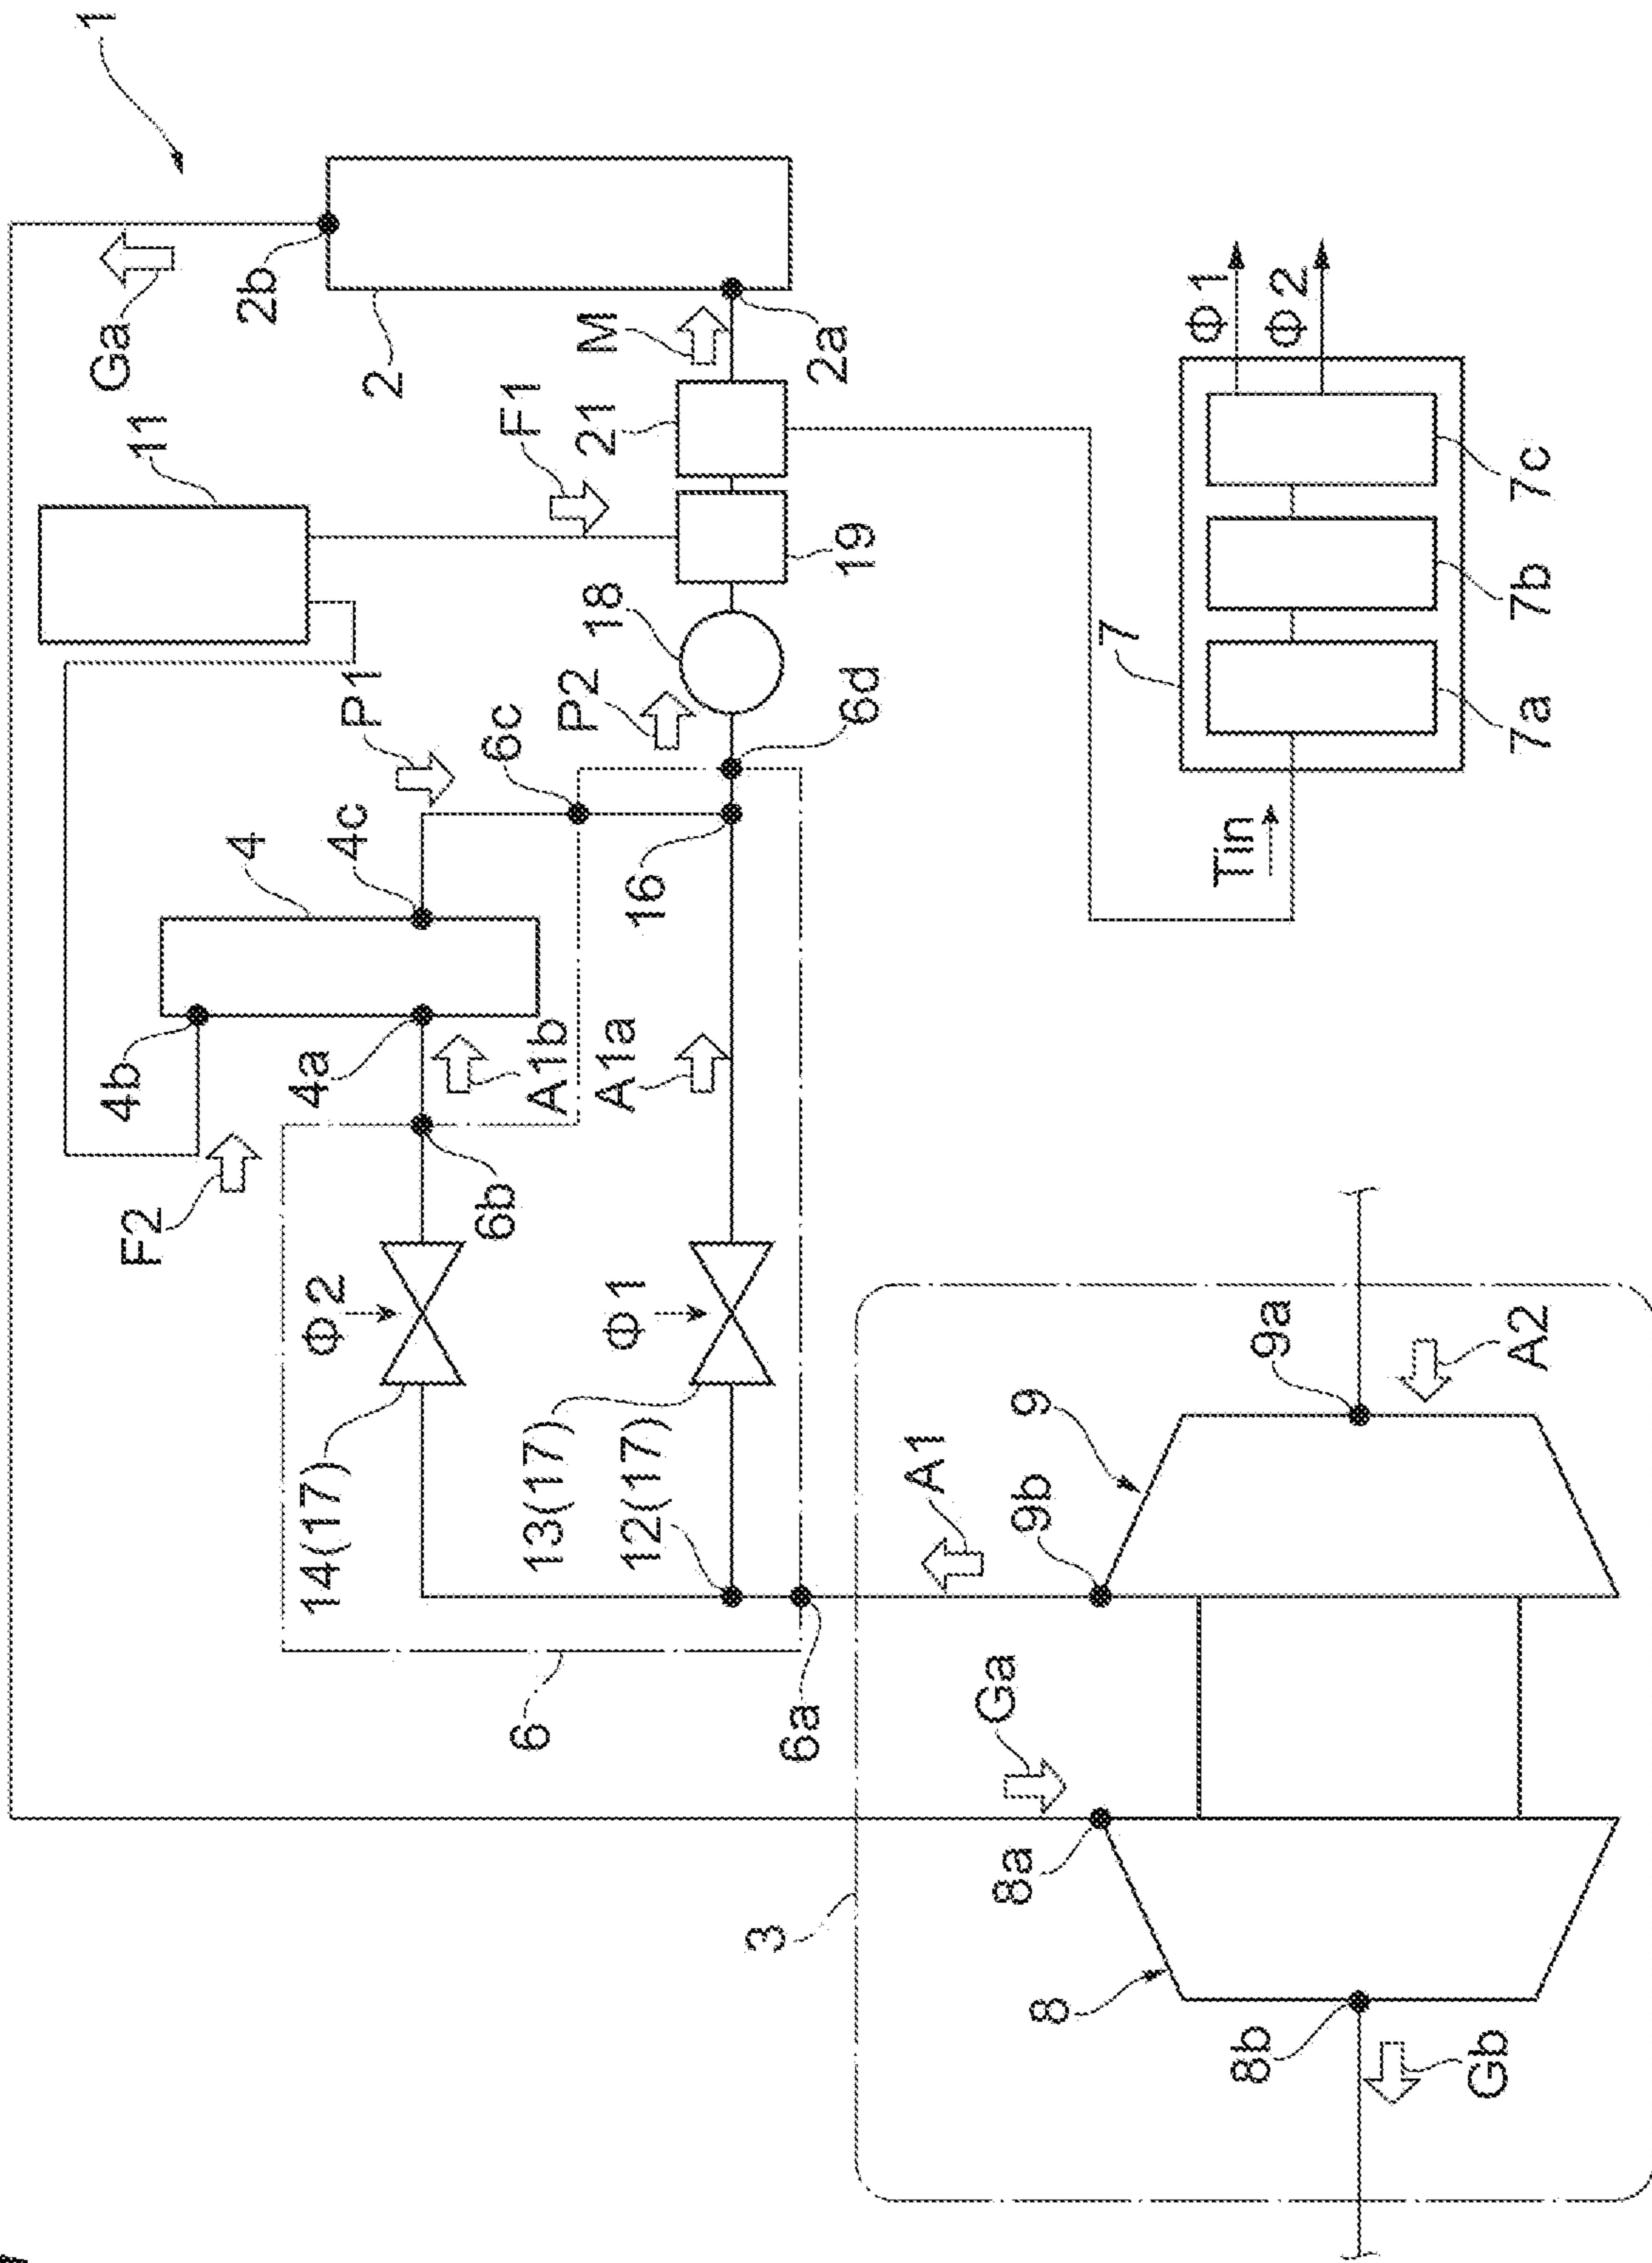 1
Ga
2b
2
11
F1
21
M
2a
19
18
P2
P1
6c
6d
4
4c
16
4b
4a
A1b
A1a
F2
6b
Φ2
Φ1
14(17)
13(17)
12(17)
6
6a
Φ1
Φ2
7
7c
7b
7a
Tin
A1
9b
9
9a
A2
Ga
8a
3
8
8b
Gb